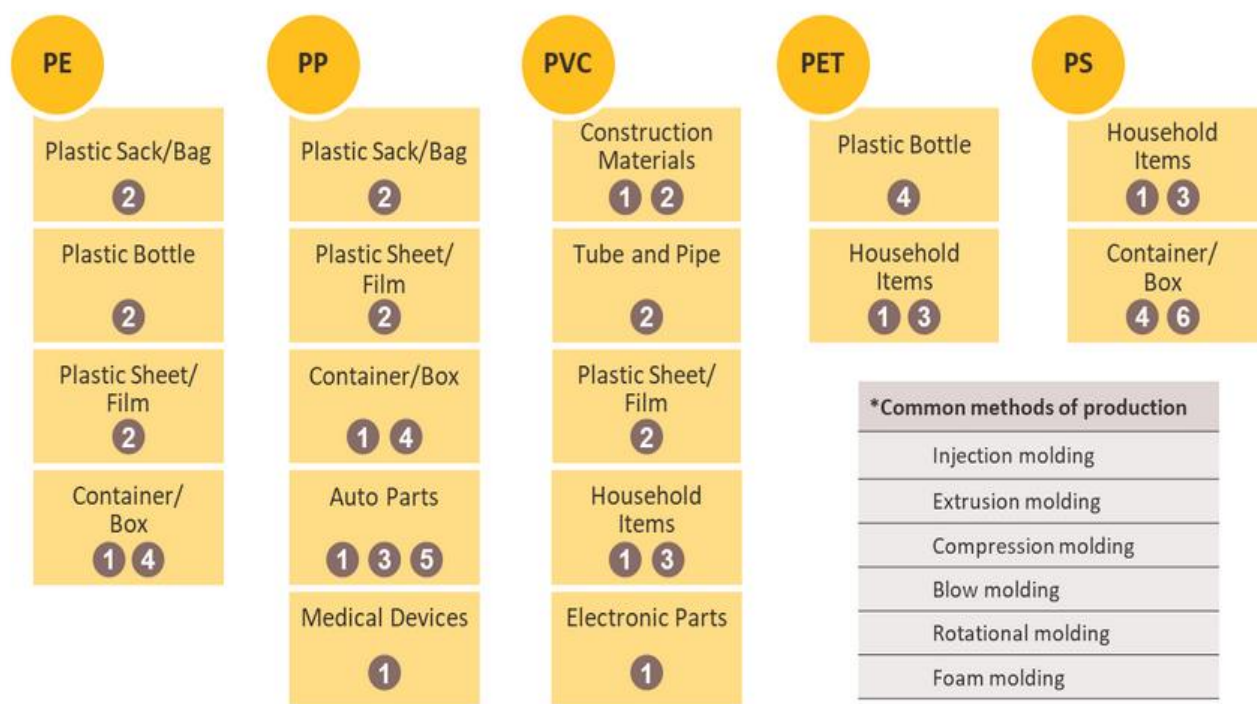 PE
Plastic Sack/Bag
2
Plastic Bottle
2
Plastic Sheet/
Film
2
Container/
Box
1 4
PP
Plastic Sack/Bag
2
Plastic Sheet/
Film
2
Container/Box
1 4
Auto Parts
1 3 5
Medical Devices
1
PVC
Construction
Materials
1 2
Tube and Pipe
2
Plastic Sheet/
Film
2
Household
Items
1 3
Electronic Parts
1
PET
Plastic Bottle
4
Household
Items
1 3
PS
Household
Items
1 3
Container/
Box
4 6
*Common methods of production
Injection molding
Extrusion molding
Compression molding
Blow molding
Rotational molding
Foam molding